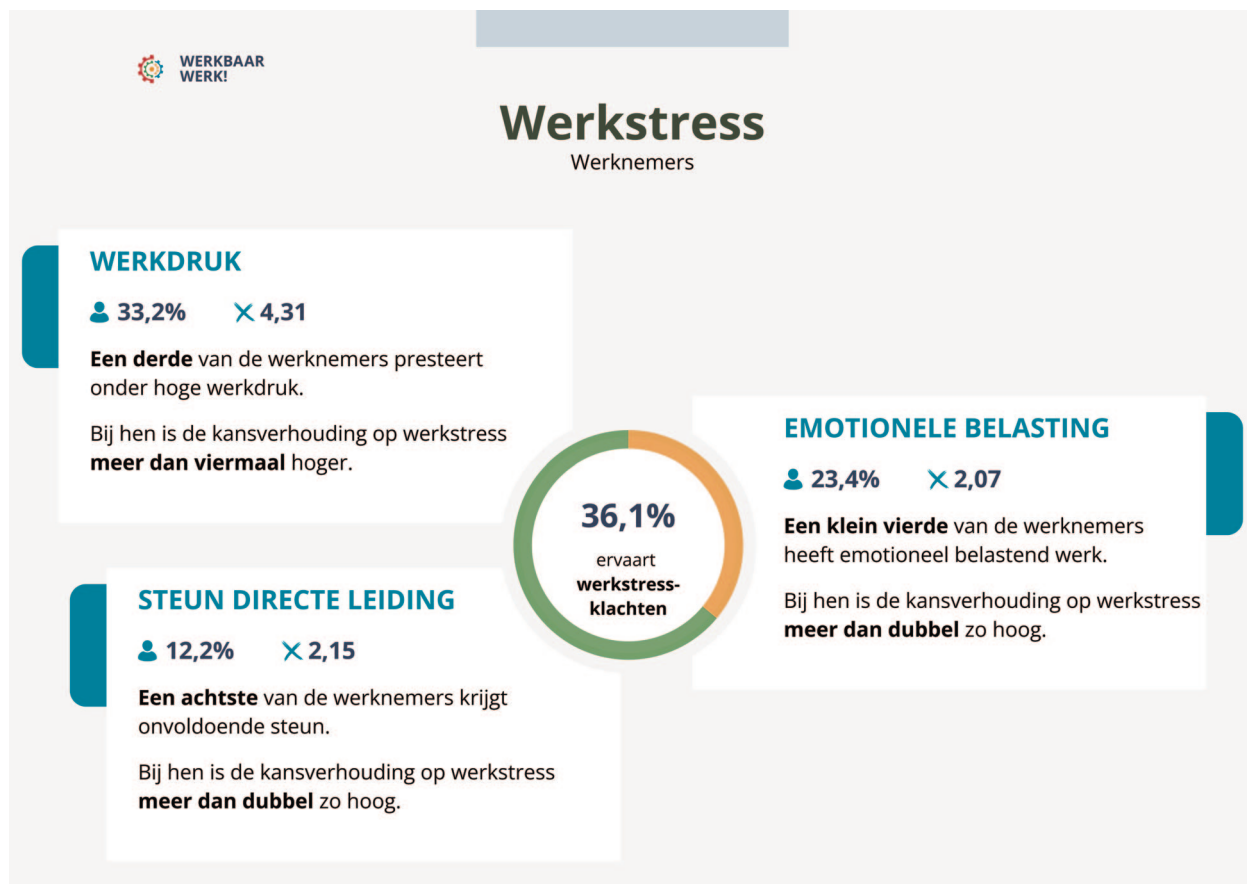 WERKBAAR
WERK!
Werkstress
Werknemers
WERKDRUK
33,2% 4,31
Een derde van de werknemers presteert
onder hoge werkdruk.
Bij hen is de kansverhouding op werkstress
meer dan viermaal hoger.
EMOTIONELE BELASTING
23,4% 2,07
Een klein vierde van de werknemers
heeft emotioneel belastend werk.
Bij hen is de kansverhouding op werkstress
meer dan dubbel zo hoog.
36,1%
ervaart
werkstress-
klachten
STEUN DIRECTE LEIDING
12,2% 2,15
Een achtste van de werknemers krijgt
onvoldoende steun.
Bij hen is de kansverhouding op werkstress
meer dan dubbel zo hoog.